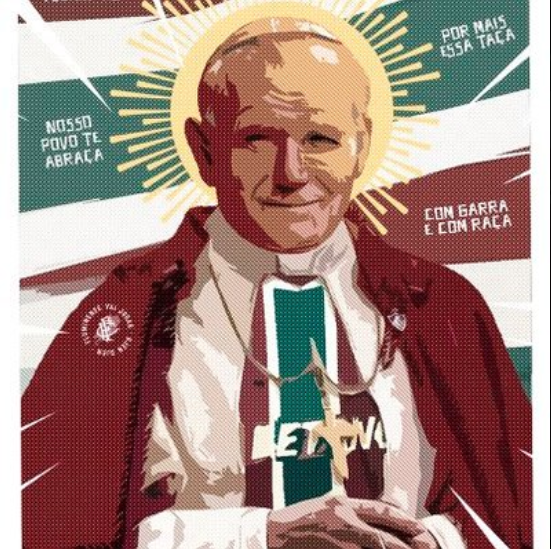 POR MAIS
ESSA TAÇA
NOSSO
POVO TE
ABRAÇA
COM GARRA
E COM RAÇA